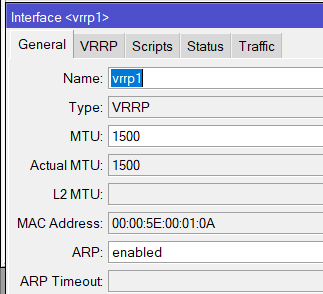 Interface <vrrp1>
General VRRP Scripts Status Traffic
Name: vrrp1
Type: VRRP
MTU: 1500
Actual MTU: 1500
L2 MTU:
MAC Address: 00:00:5E:00:01:0A
ARP: enabled
ARP Timeout: